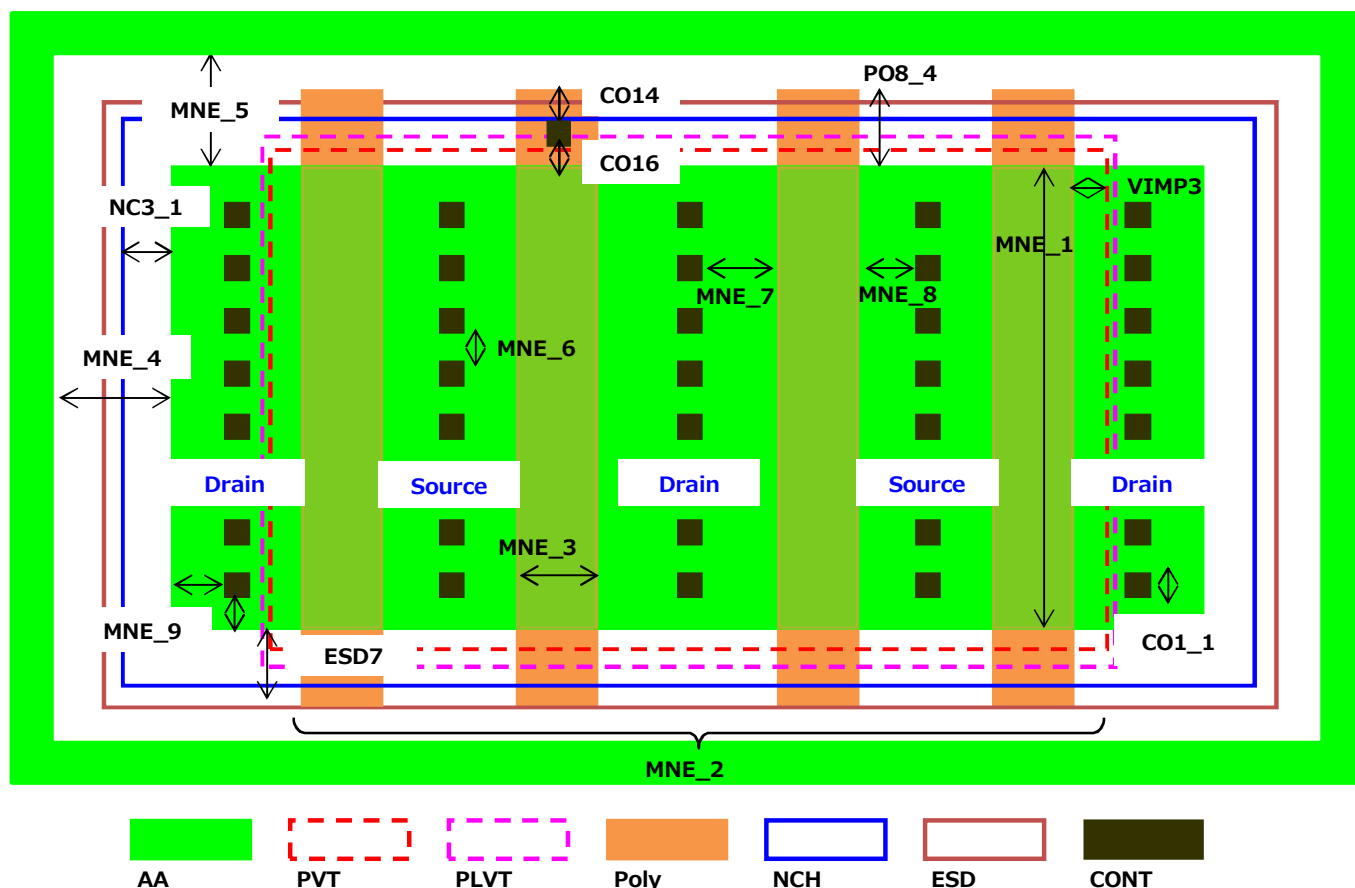 PO8_4
CO14
MNE_5
CO16
VIMP3
NC3_1
MNE_1
MNE_7
MNE_8
MNE_6
MNE_4
Drain
Source
Drain
Source
Drain
MNE_3
MNE_9
CO1_1
ESD7
MNE_2
AA
PVT
PLVT
Poly
NCH
ESD
CONT